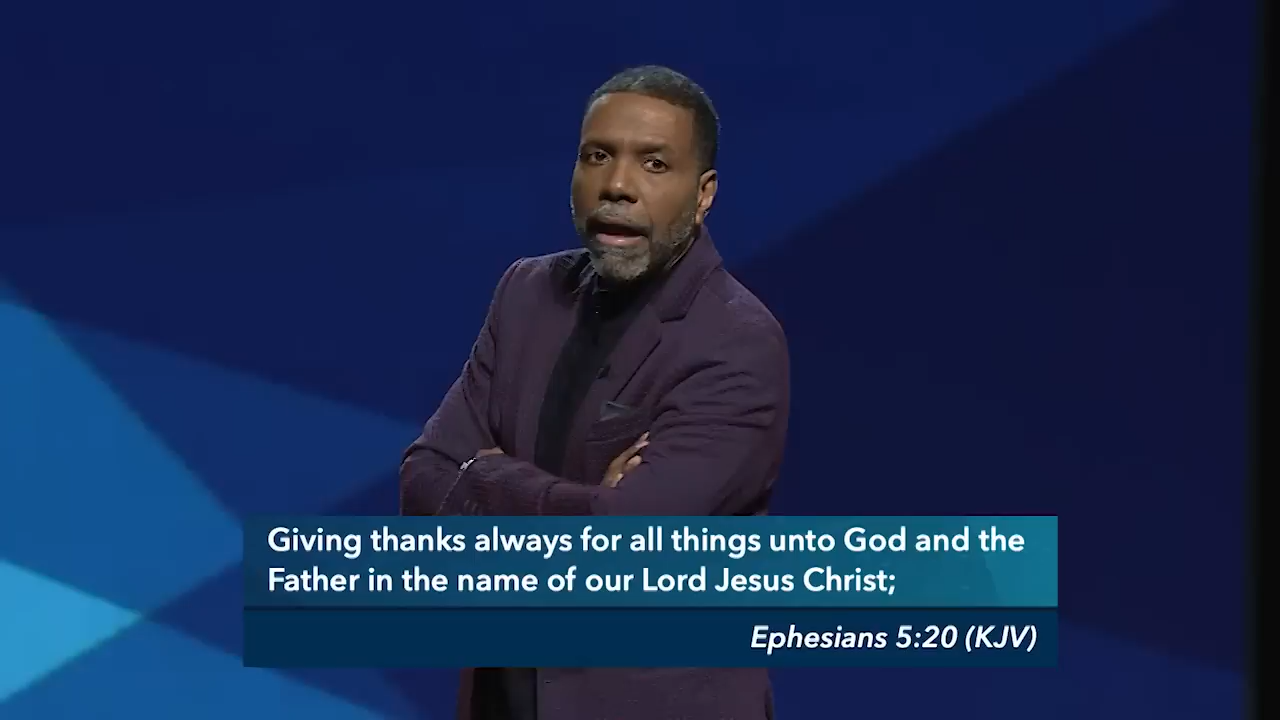 Giving thanks always for all things unto God and the
Father in the name of our Lord Jesus Christ;
Ephesians 5:20 (KJV)